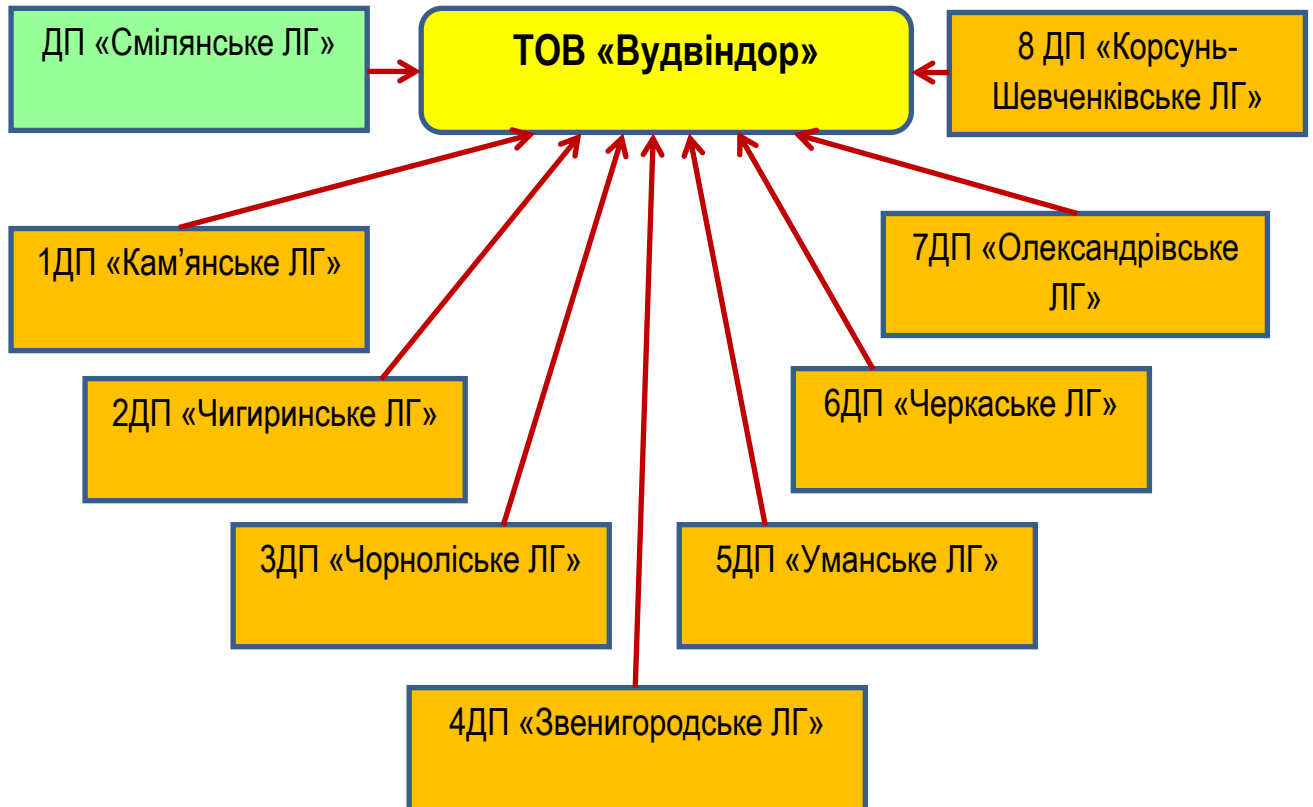 ДП «Смілянське ЛГ»
ТОВ «Вудвіндор»
8 ДП «Корсунь-
Шевченківське ЛГ»
1ДП «Кам’янське ЛГ»
7ДП «Олександрівське
ЛГ»
2ДП «Чигиринське ЛГ»
6ДП «Черкаське ЛГ»
3ДП «Чорноліське ЛГ»
5ДП «Уманське ЛГ»
4ДП «Звенигородське ЛГ»